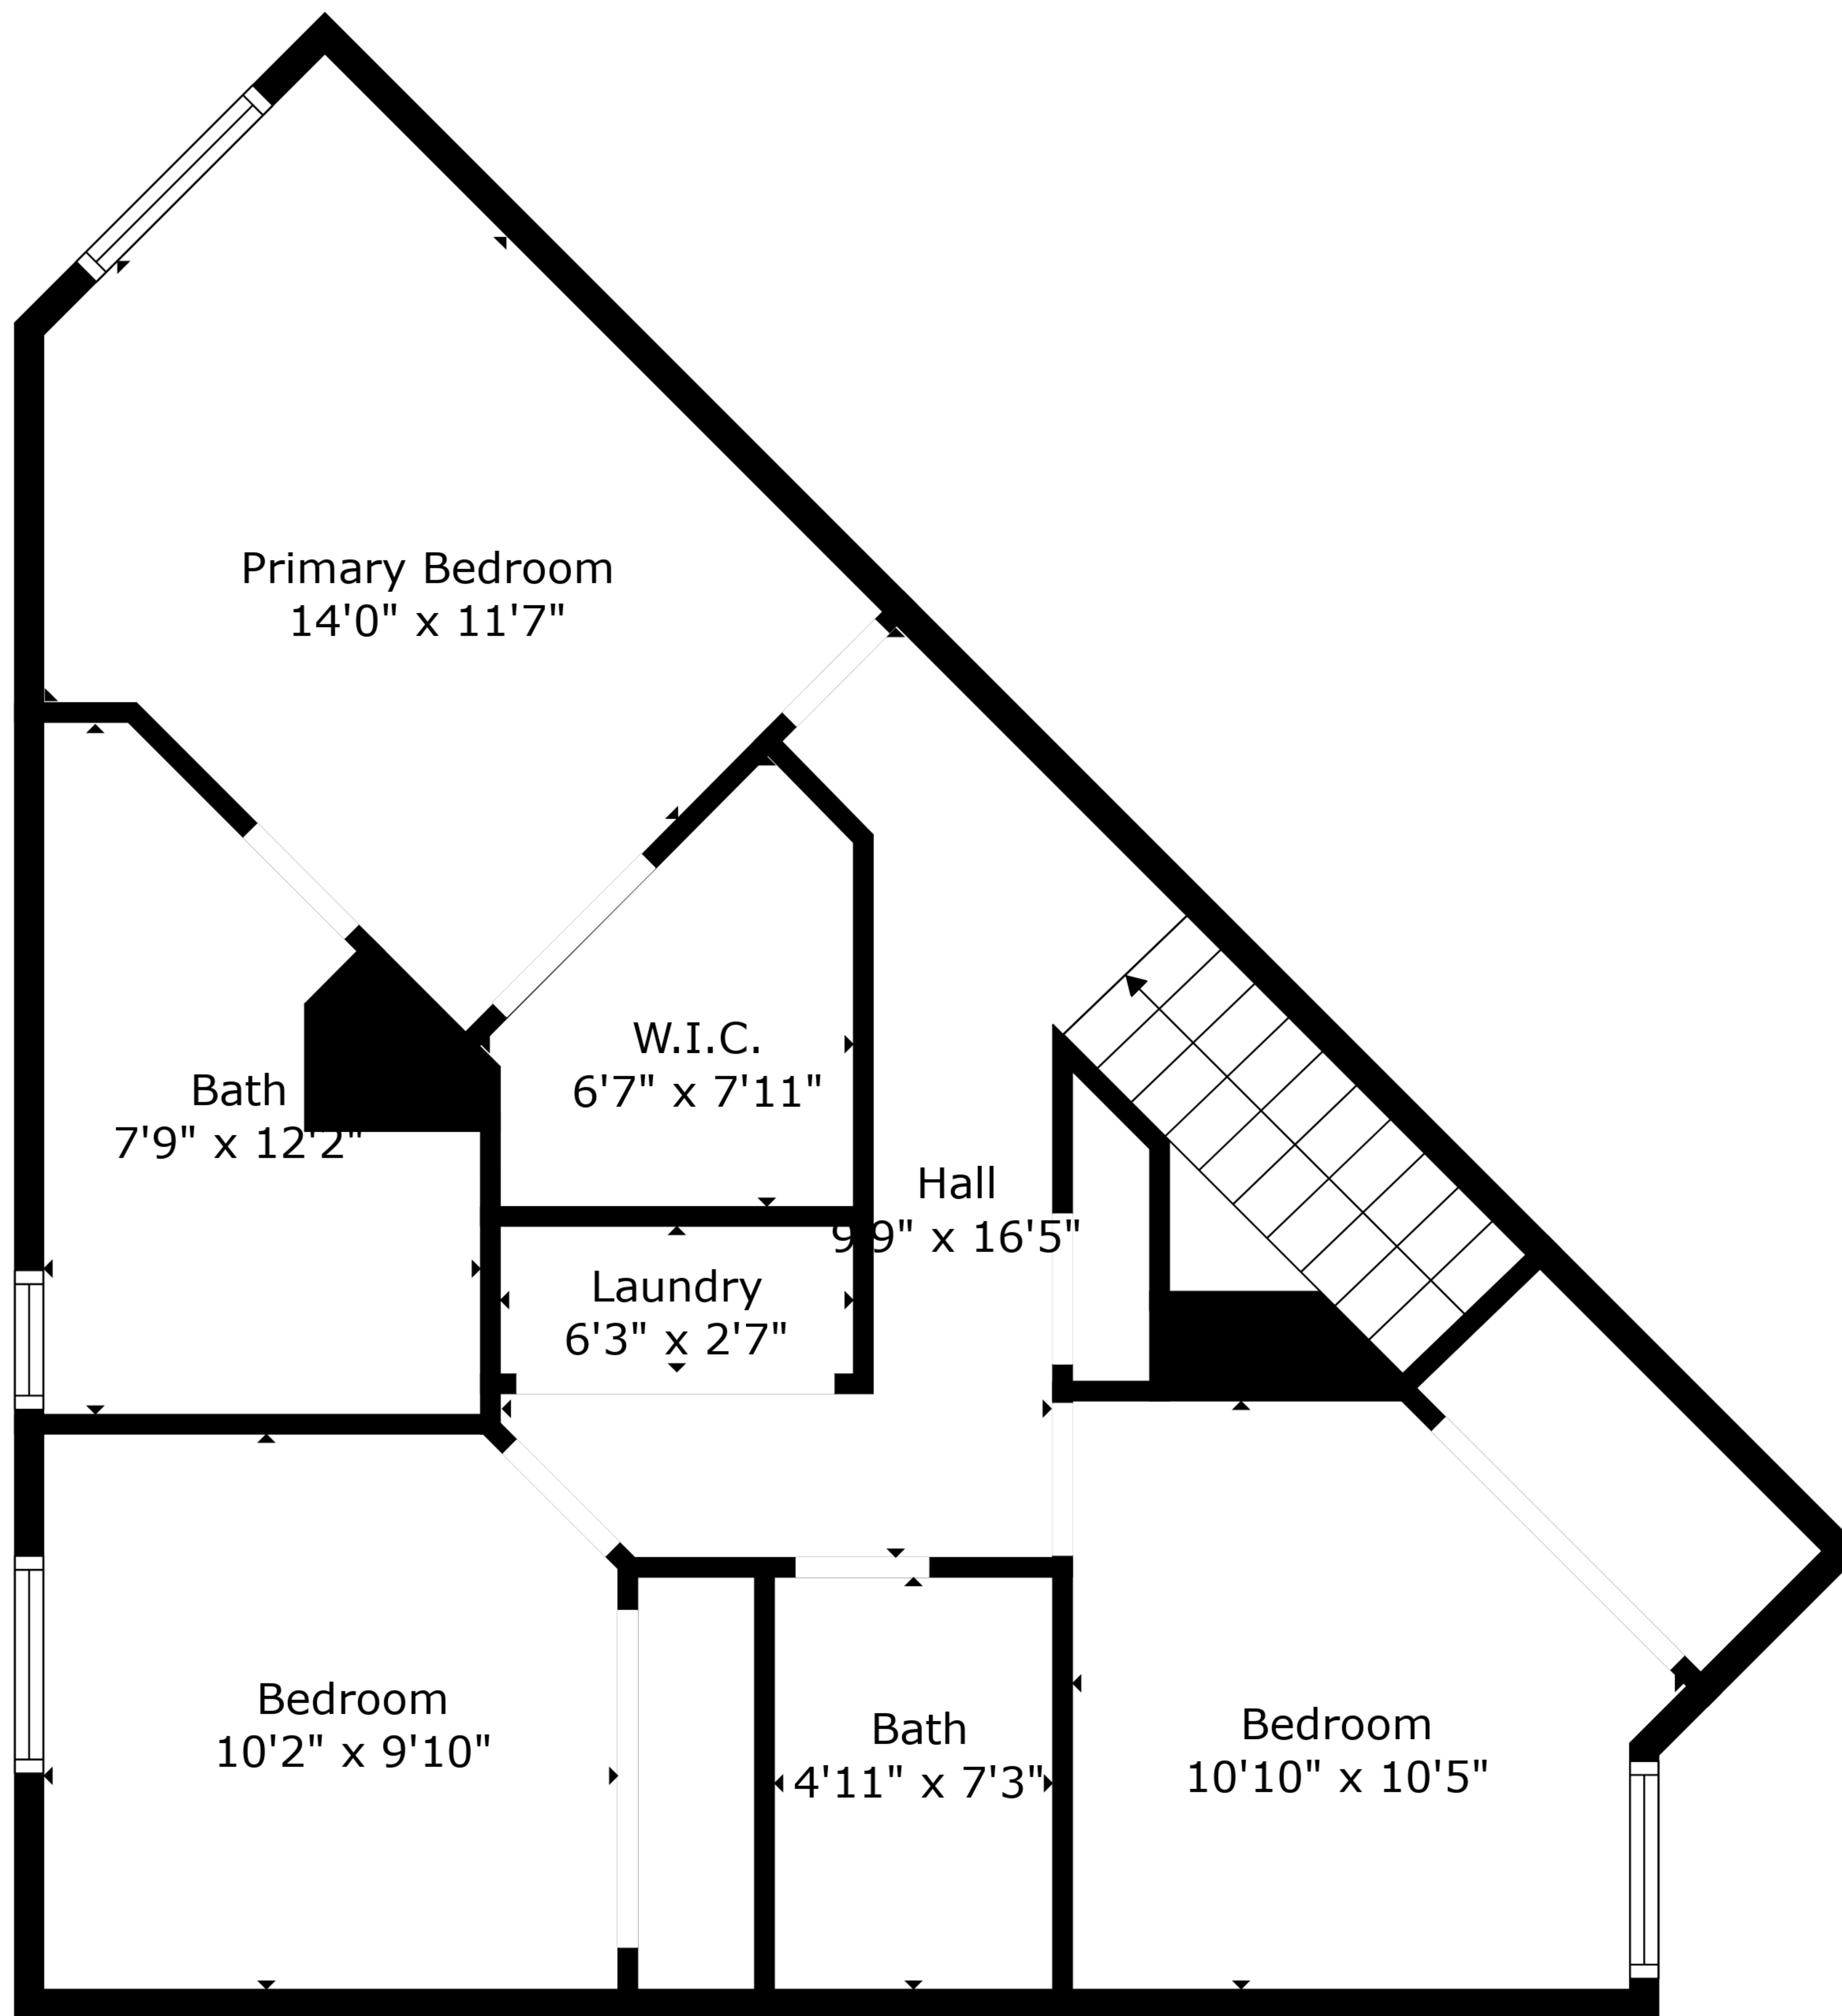 Primary Bedroom
14'0" x 11'7"
W.I.C.
6'7" x 7'11"
Bath
7'9" x 12'2"
Hall
9'9" x 16'5"
Laundry
6'3" x 2'7"
Bedroom
10'2" x 9'10"
Bath
4'11" x 7'3"
Bedroom
10'10" x 10'5"